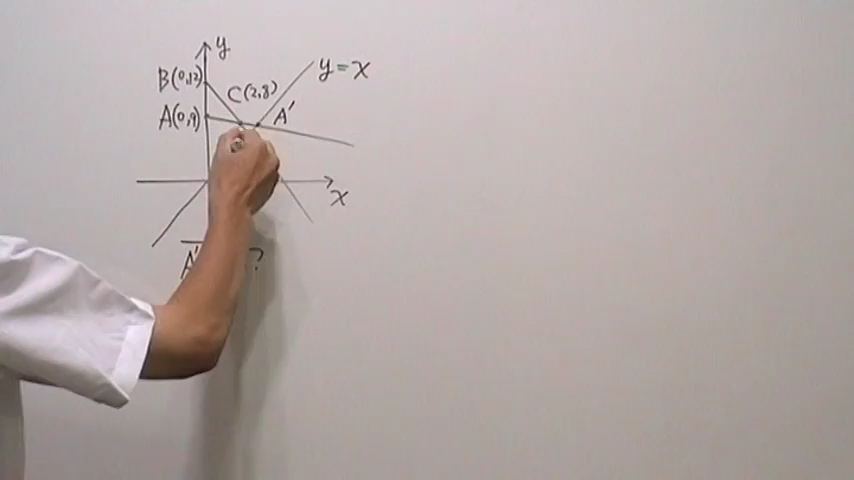 y
y=x
B(0,12)
C(2,8)
A(0,9)
A'
x
A'
?